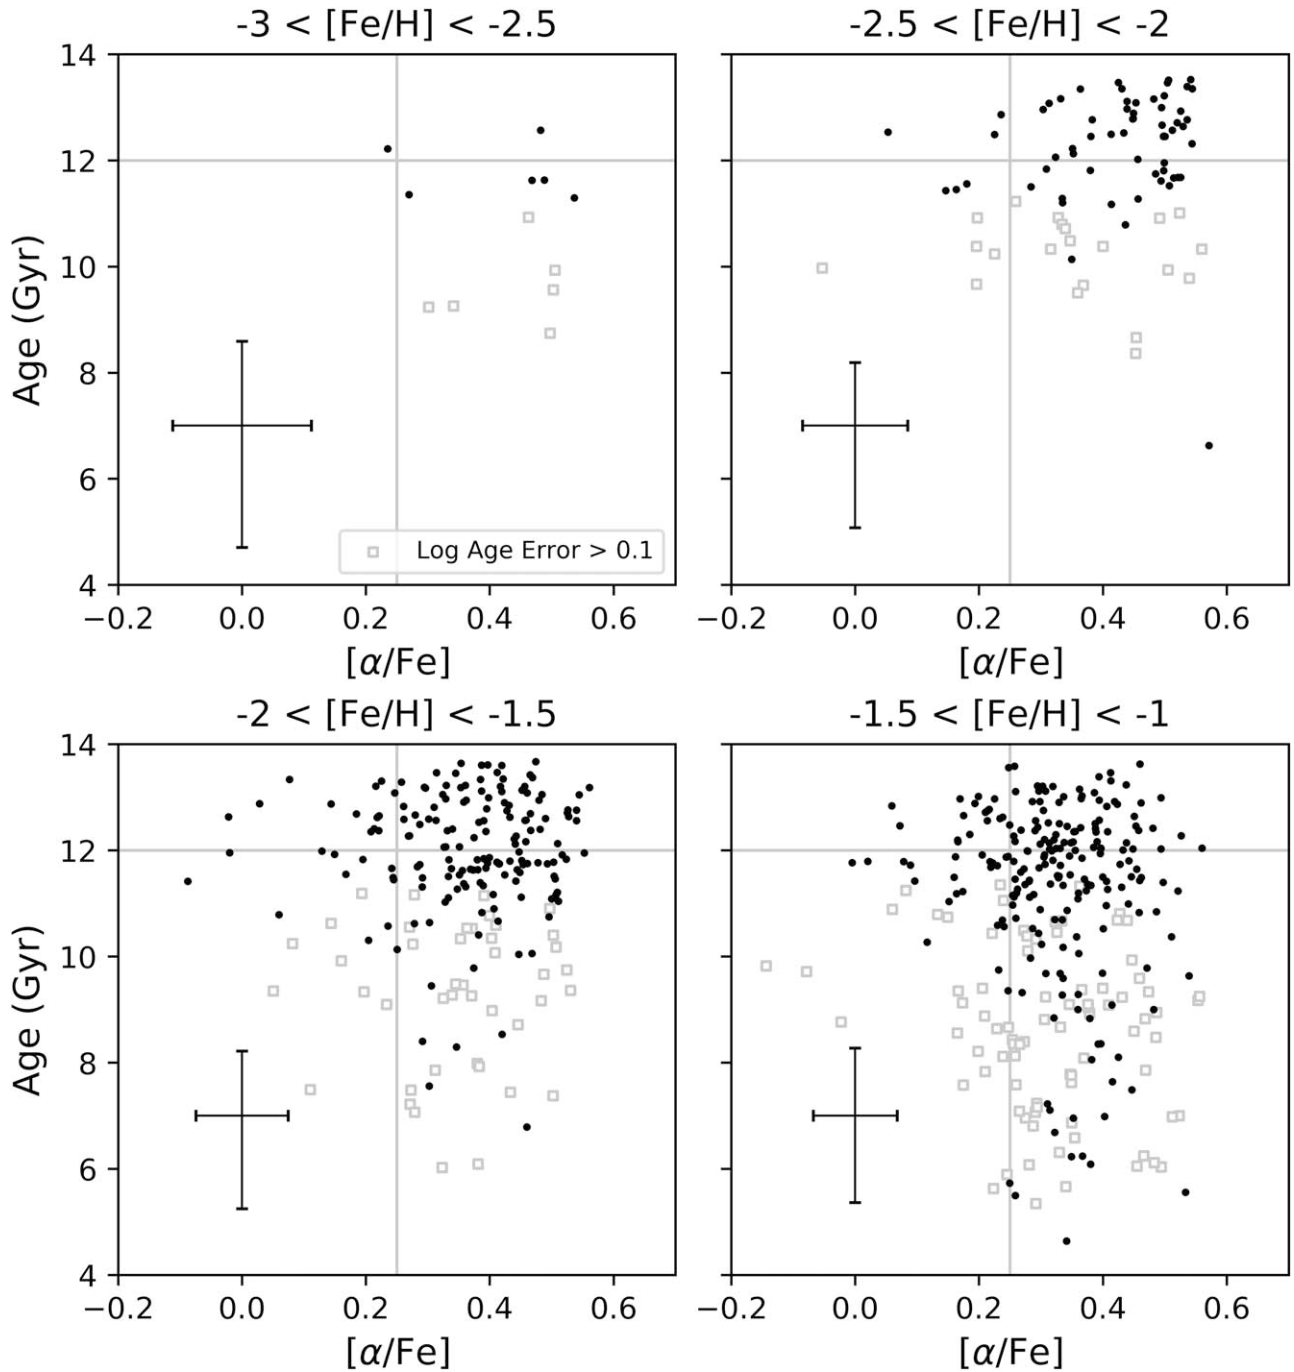 -3 < [Fe/H] < -2.5
-2.5 < [Fe/H] < -2
14
12
10
8
6
4
Age (Gyr)
Log Age Error > 0.1
−0.2 0.0 0.2 0.4 0.6
−0.2 0.0 0.2 0.4 0.6
[α/Fe]
[α/Fe]
-2 < [Fe/H] < -1.5
-1.5 < [Fe/H] < -1
14
12
10
8
6
4
Age (Gyr)
−0.2 0.0 0.2 0.4 0.6
−0.2 0.0 0.2 0.4 0.6
[α/Fe]
[α/Fe]